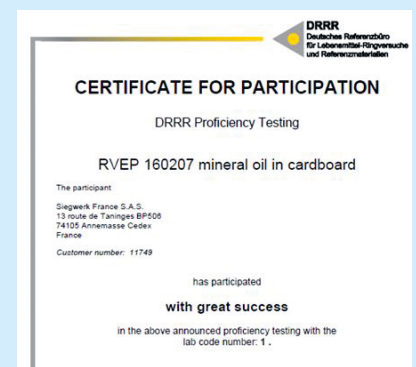 DRRR
Deutsches Referenzbüro
für Lebensmittel-Ringversuche
und Referenzmaterialien
CERTIFICATE FOR PARTICIPATION
DRRR Proficiency Testing
RVEP 160207 mineral oil in cardboard
The participant
Siegwerk France S.A.S.
13 route de Taninges BP506
74105 Annemasse Cedex
France
Customer number: 11749
has participated
with great success
in the above announced proficiency testing with the
lab code number: 1 .